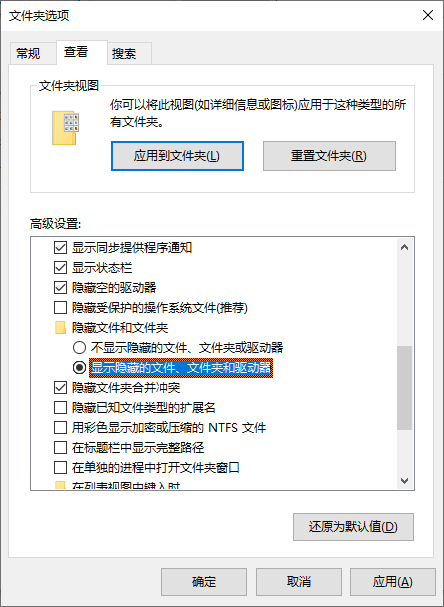 文件夹选项
常规
查看
搜索
文件夹视图
你可以将此视图(如详细信息或图标)应用于这种类型的所
有文件夹。
应用到文件夹(L)
重置文件夹(R)
高级设置:
显示同步提供程序通知
显示状态栏
隐藏空的驱动器
隐藏受保护的操作系统文件(推荐)
隐藏文件和文件夹
不显示隐藏的文件、文件夹或驱动器
显示隐藏的文件、文件夹和驱动器
隐藏文件夹合并冲突
隐藏已知文件类型的扩展名
用彩色显示加密或压缩的 NTFS 文件
在标题栏中显示完整路径
在单独的进程中打开文件夹窗口
在列表视图中键入时
还原为默认值(D)
确定
取消
应用(A)